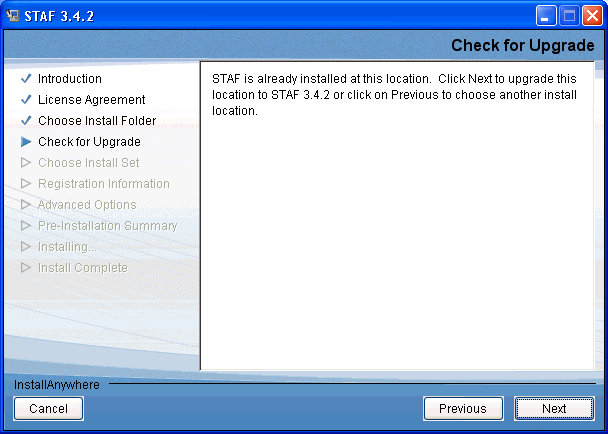 STAF 3.4.2
Check for Upgrade
Introduction
License Agreement
Choose Install Folder
Check for Upgrade
Choose Install Set
Registration Information
Advanced Options
Pre-Installation Summary
Installing...
Install Complete
STAF is already installed at this location.  Click Next to upgrade this
location to STAF 3.4.2 or click on Previous to choose another install
location.
InstallAnywhere
Cancel
Previous
Next